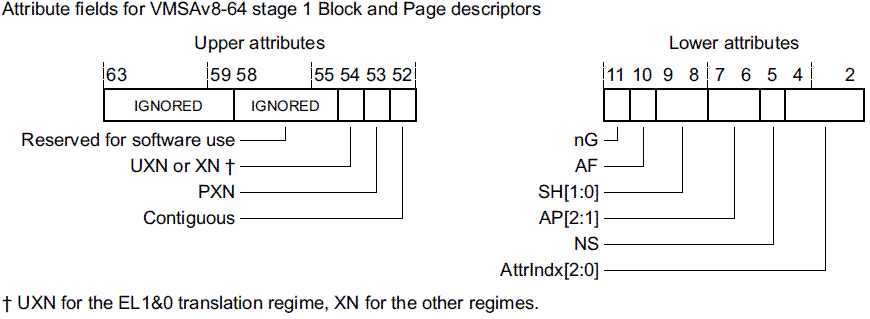 Attribute fields for VMSAv8-64 stage 1 Block and Page descriptors
Upper attributes
63 59 58 55 54 53 52
IGNORED IGNORED
Reserved for software use
UXN or XN †
PXN
Contiguous
Lower attributes
11 10 9 8 7 6 5 4 2
nG
AF
SH[1:0]
AP[2:1]
NS
AttrIndx[2:0]
† UXN for the EL1&0 translation regime, XN for the other regimes.